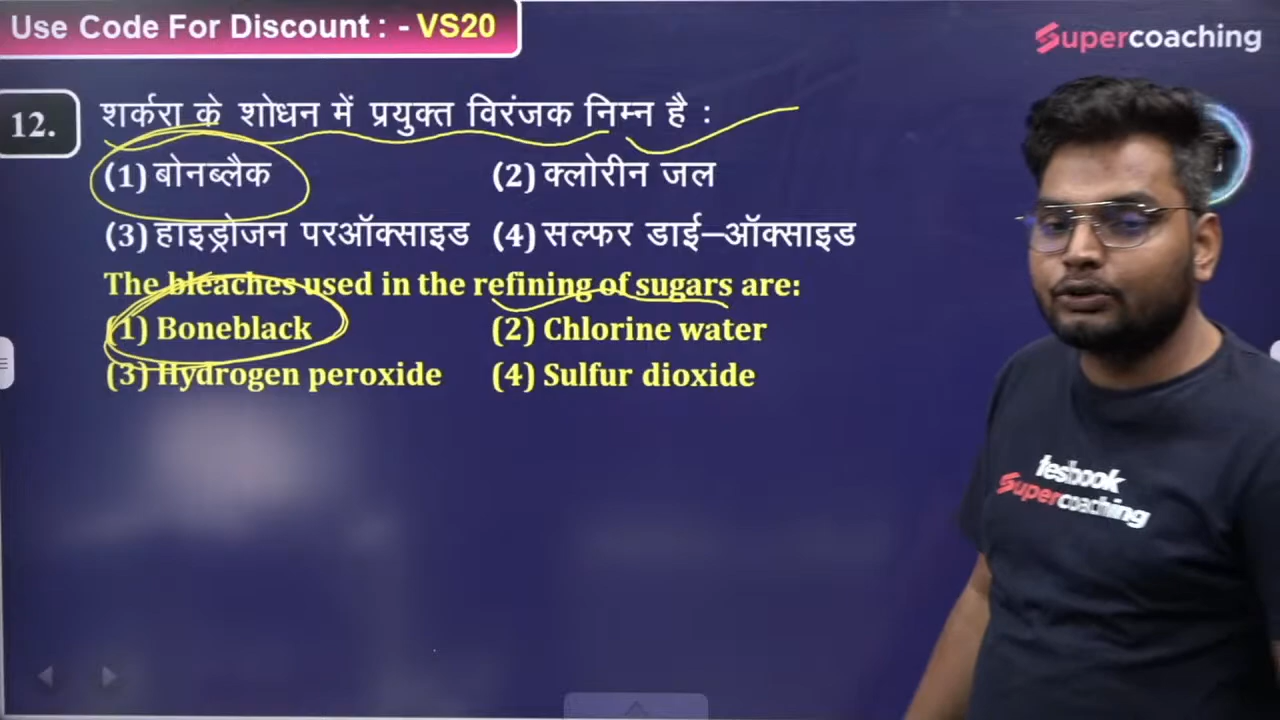 Use Code For Discount : - VS20
Supercoaching
12. शर्करा के शोधन में प्रयुक्त विरंजक निम्न है :
(1) बोनब्लैक (2) क्लोरीन जल
(3) हाइड्रोजन परऑक्साइड (4) सल्फर डाई–ऑक्साइड
The bleaches used in the refining of sugars are:
(1) Boneblack (2) Chlorine water
(3) Hydrogen peroxide (4) Sulfur dioxide
testbook
Supercoaching